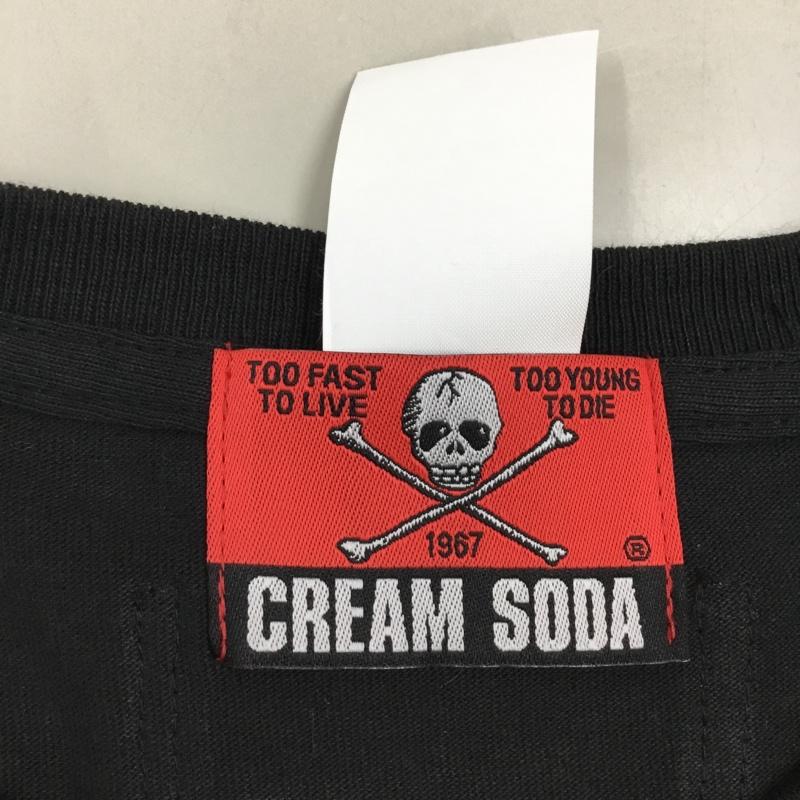 TOO FAST
TO LIVE
TOO YOUNG
TO DIE
1967
®
CREAM SODA